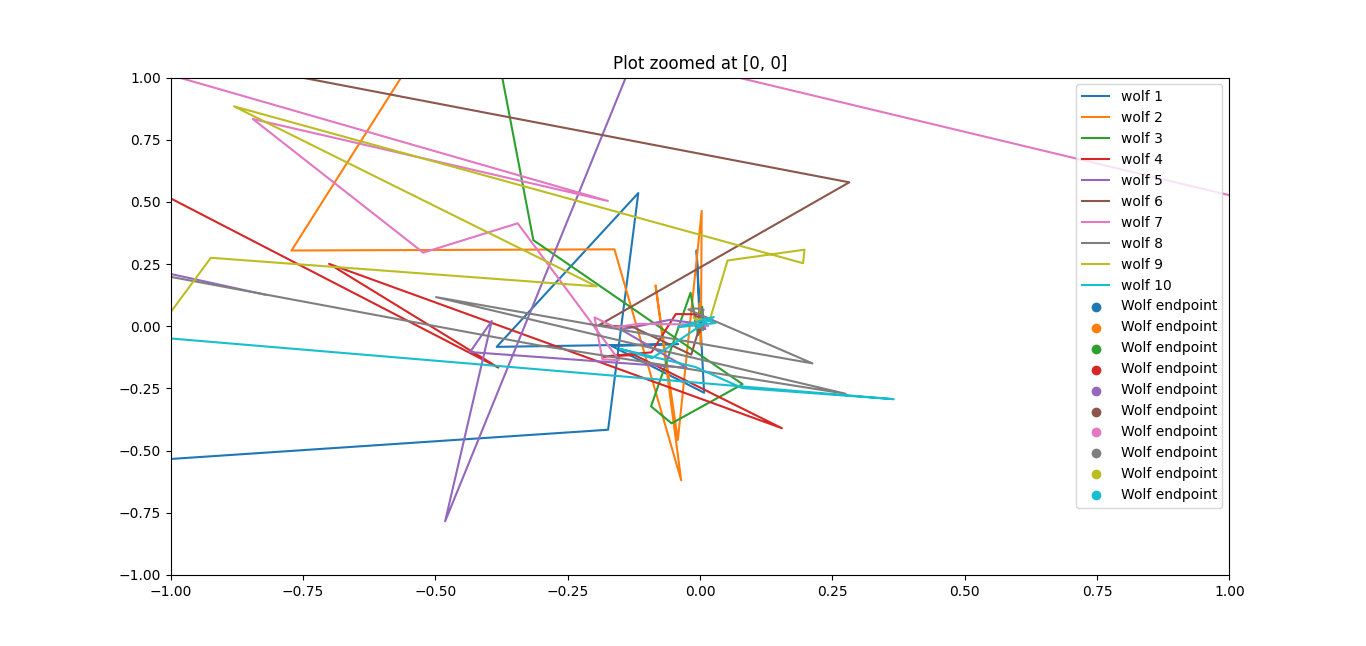 Plot zoomed at [0, 0]
1.00
0.75
0.50
0.25
0.00
−0.25
−0.50
−0.75
−1.00
−1.00 −0.75 −0.50 −0.25 0.00 0.25 0.50 0.75 1.00
wolf 1
wolf 2
wolf 3
wolf 4
wolf 5
wolf 6
wolf 7
wolf 8
wolf 9
wolf 10
Wolf endpoint
Wolf endpoint
Wolf endpoint
Wolf endpoint
Wolf endpoint
Wolf endpoint
Wolf endpoint
Wolf endpoint
Wolf endpoint
Wolf endpoint